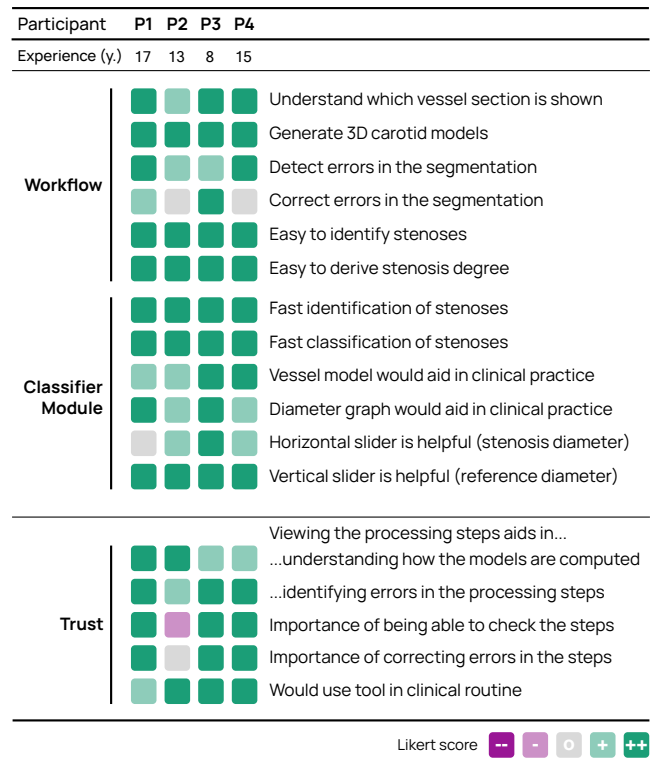 Participant P1 P2 P3 P4
Experience (y.) 17 13 8 15
Workflow
Understand which vessel section is shown
Generate 3D carotid models
Detect errors in the segmentation
Correct errors in the segmentation
Easy to identify stenoses
Easy to derive stenosis degree
Classifier
Module
Fast identification of stenoses
Fast classification of stenoses
Vessel model would aid in clinical practice
Diameter graph would aid in clinical practice
Horizontal slider is helpful (stenosis diameter)
Vertical slider is helpful (reference diameter)
Trust
Viewing the processing steps aids in...
...understanding how the models are computed
...identifying errors in the processing steps
Importance of being able to check the steps
Importance of correcting errors in the steps
Would use tool in clinical routine
Likert score -- - O + ++